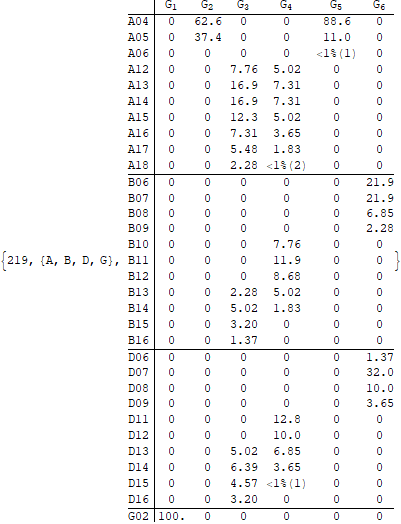 G1 G2 G3 G4 G5 G6
A04 0 62.6 0 0 88.6 0
A05 0 37.4 0 0 11.0 0
A06 0 0 0 0 <1%(1) 0
A12 0 0 7.76 5.02 0 0
A13 0 0 16.9 7.31 0 0
A14 0 0 16.9 7.31 0 0
A15 0 0 12.3 5.02 0 0
A16 0 0 7.31 3.65 0 0
A17 0 0 5.48 1.83 0 0
A18 0 0 2.28 <1%(2) 0 0
B06 0 0 0 0 0 21.9
B07 0 0 0 0 0 21.9
B08 0 0 0 0 0 6.85
B09 0 0 0 0 0 2.28
B10 0 0 0 7.76 0 0
{219, {A, B, D, G}, B11 0 0 0 11.9 0 0 }
B12 0 0 0 8.68 0 0
B13 0 0 2.28 5.02 0 0
B14 0 0 5.02 1.83 0 0
B15 0 0 3.20 0 0 0
B16 0 0 1.37 0 0 0
D06 0 0 0 0 0 1.37
D07 0 0 0 0 0 32.0
D08 0 0 0 0 0 10.0
D09 0 0 0 0 0 3.65
D11 0 0 0 12.8 0 0
D12 0 0 0 10.0 0 0
D13 0 0 5.02 6.85 0 0
D14 0 0 6.39 3.65 0 0
D15 0 0 4.57 <1%(1) 0 0
D16 0 0 3.20 0 0 0
G02 100. 0 0 0 0 0